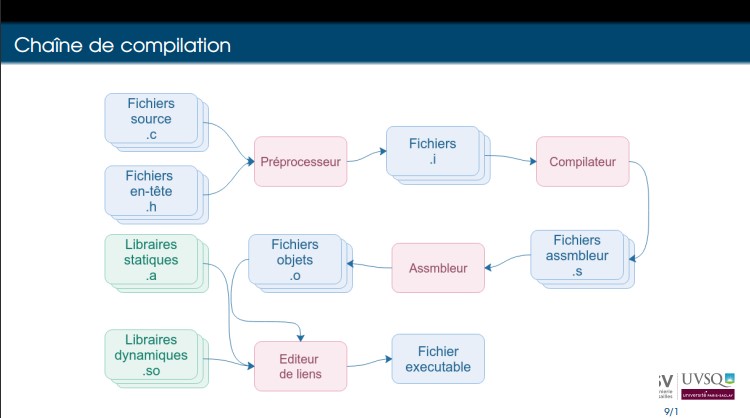 Chaîne de compilation
Fichiers
source
.c
Préprocesseur
Fichiers
.i
Compilateur
Fichiers
en-tête
.h
Libraires
statiques
.a
Fichiers
objets
.o
Assmbleur
Fichiers
assmbleur
.s
Libraires
dynamiques
.so
Editeur
de liens
Fichier
executable
UVSQ
université PARIS-SACLAY
9/1